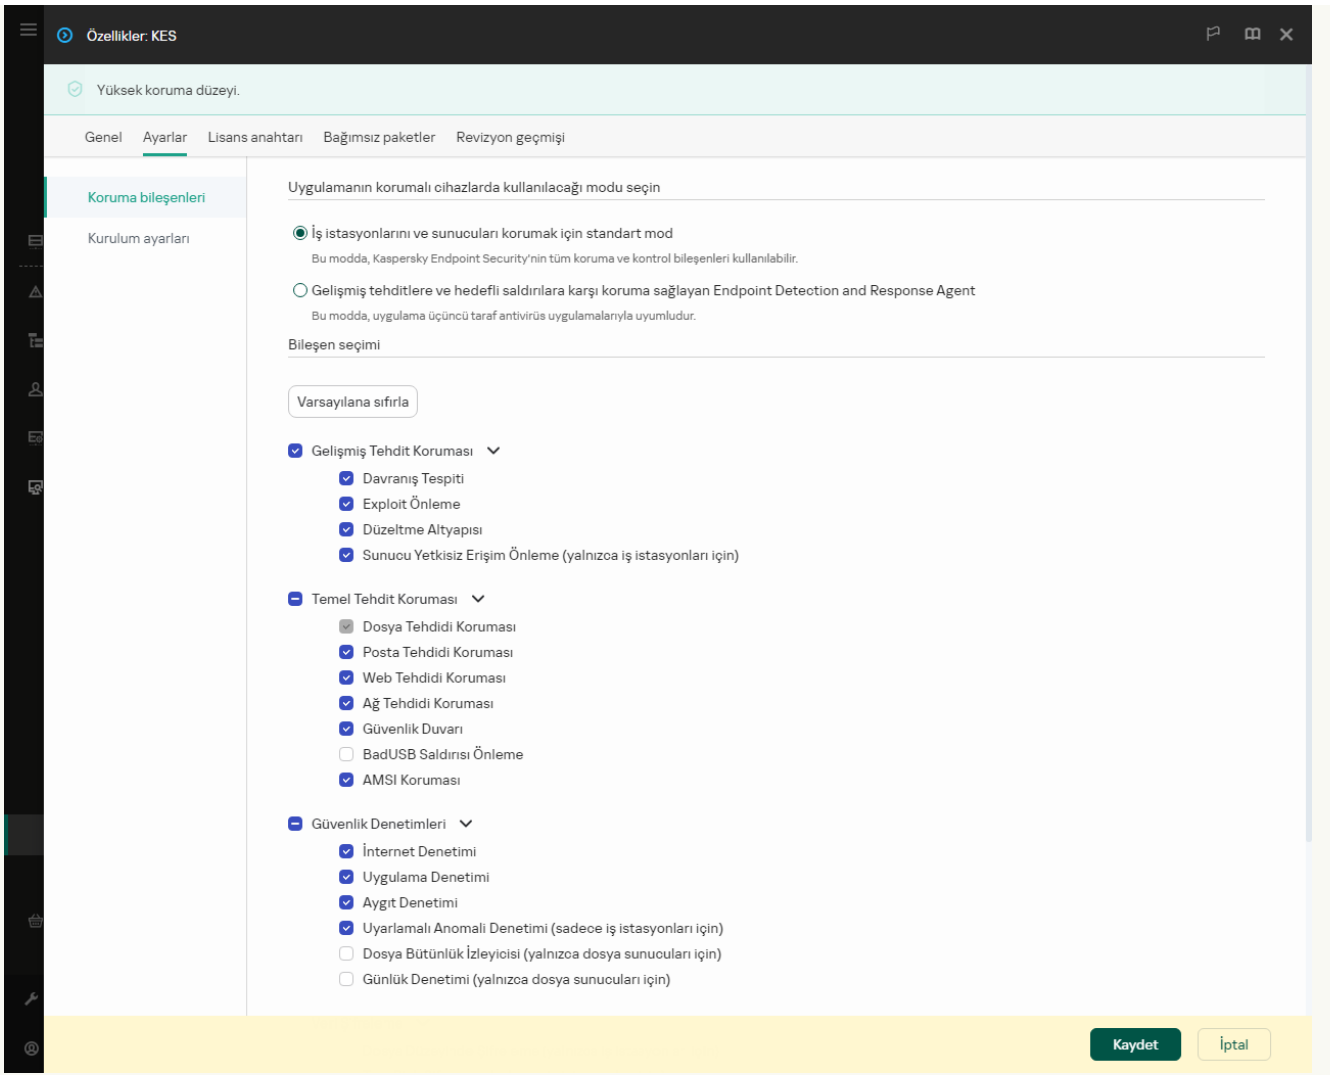 Özellikler: KES
Yüksek koruma düzeyi.
Genel Ayarlar Lisans anahtarı Bağımsız paketler Revizyon geçmişi
Koruma bileşenleri
Kurulum ayarları
Uygulamanın korumalı cihazlarda kullanılacağı modu seçin
İş istasyonlarını ve sunucuları korumak için standart mod
Bu modda, Kaspersky Endpoint Security'nin tüm koruma ve kontrol bileşenleri kullanılabilir.
Gelişmiş tehditlere ve hedefli saldırılara karşı koruma sağlayan Endpoint Detection and Response Agent
Bu modda, uygulama üçüncü taraf antivirüs uygulamalarıyla uyumludur.
Bileşen seçimi
Varsayılana sıfırla
Gelişmiş Tehdit Koruması
Davranış Tespiti
Exploit Önleme
Düzeltme Altyapısı
Sunucu Yetkisiz Erişim Önleme (yalnızca iş istasyonları için)
Temel Tehdit Koruması
Dosya Tehdidi Koruması
Posta Tehdidi Koruması
Web Tehdidi Koruması
Ağ Tehdidi Koruması
Güvenlik Duvarı
BadUSB Saldırısı Önleme
AMSI Koruması
Güvenlik Denetimleri
İnternet Denetimi
Uygulama Denetimi
Aygıt Denetimi
Uyarlamalı Anomali Denetimi (sadece iş istasyonları için)
Dosya Bütünlük İzleyicisi (yalnızca dosya sunucuları için)
Günlük Denetimi (yalnızca dosya sunucuları için)
Kaydet İptal